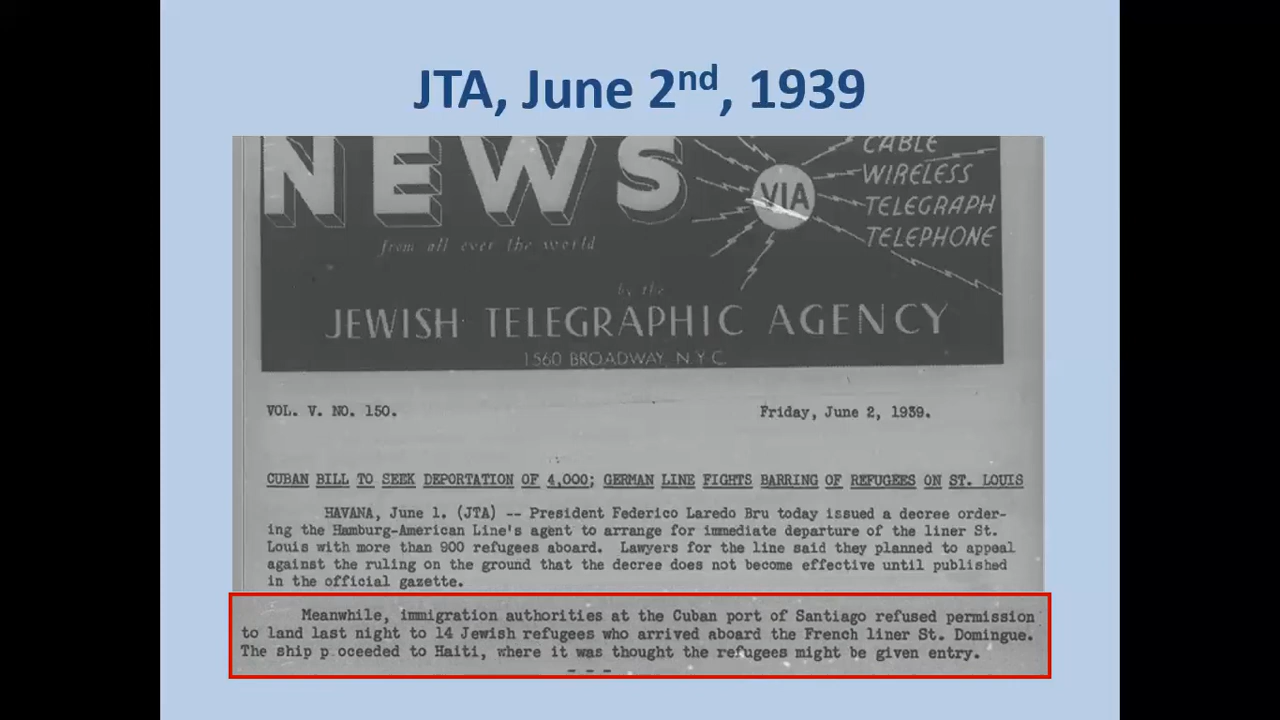 JTA, June 2nd, 1939
NEWS
VIA
CABLE
WIRELESS
TELEGRAPH
TELEPHONE
from all over the world
by the
JEWISH TELEGRAPHIC AGENCY
1560 BROADWAY, N.Y.C.
VOL. V. NO. 150. Friday, June 2, 1939.
CUBAN BILL TO SEEK DEPORTATION OF 4,000; GERMAN LINE FIGHTS BARRING OF REFUGEES ON ST. LOUIS
HAVANA, June 1. (JTA) -- President Federico Laredo Bru today issued a decree order-
ing the Hamburg-American Line's agent to arrange for immediate departure of the liner St.
Louis with more than 900 refugees aboard. Lawyers for the line said they planned to appeal
against the ruling on the ground that the decree does not become effective until published
in the official gazette.
Meanwhile, immigration authorities at the Cuban port of Santiago refused permission
to land last night to 14 Jewish refugees who arrived aboard the French liner St. Domingue.
The ship p oceeded to Haiti, where it was thought the refugees might be given entry.
- - -